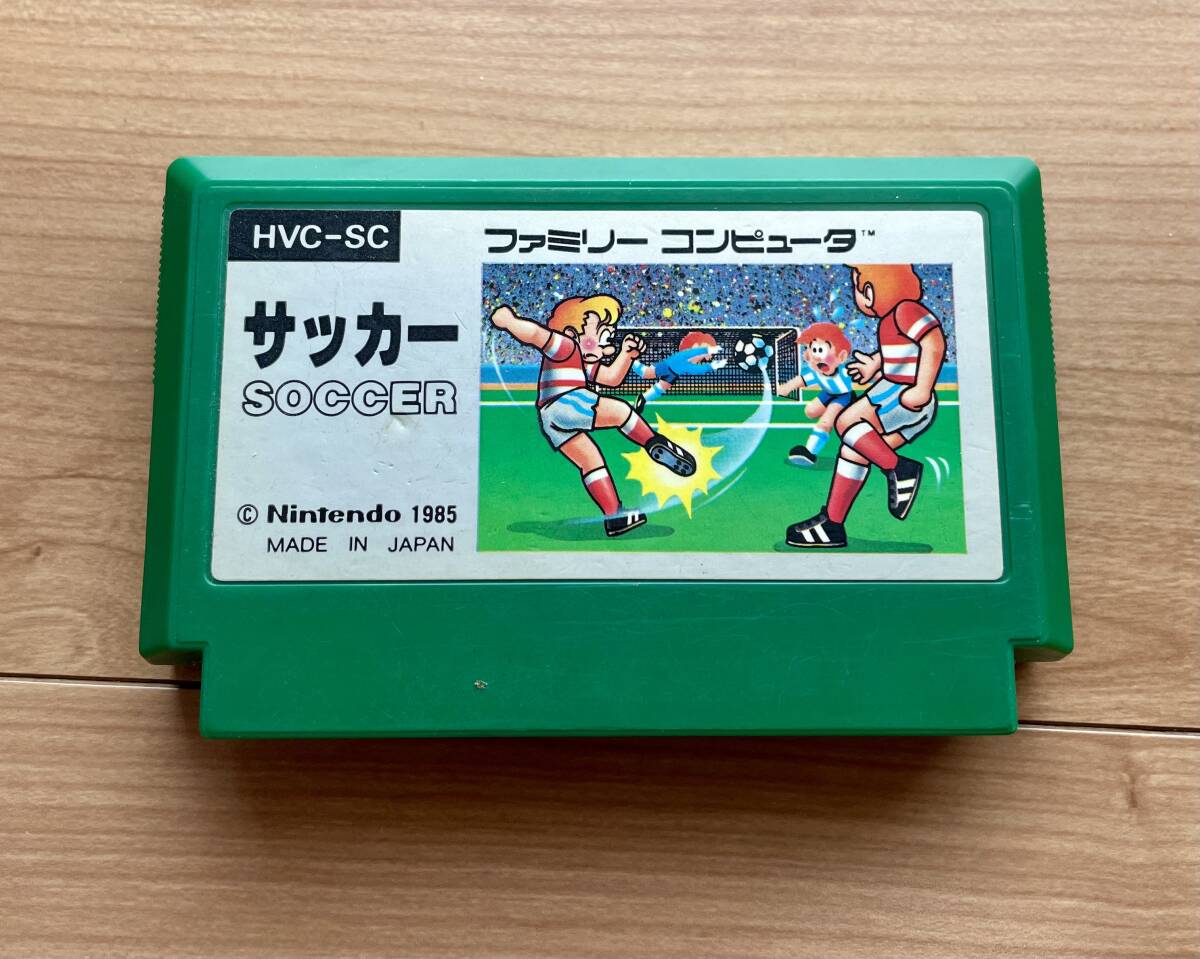 HVC-SC
ファミリー コンピュータ™
サッカー
SOCCER
© Nintendo 1985
MADE IN JAPAN